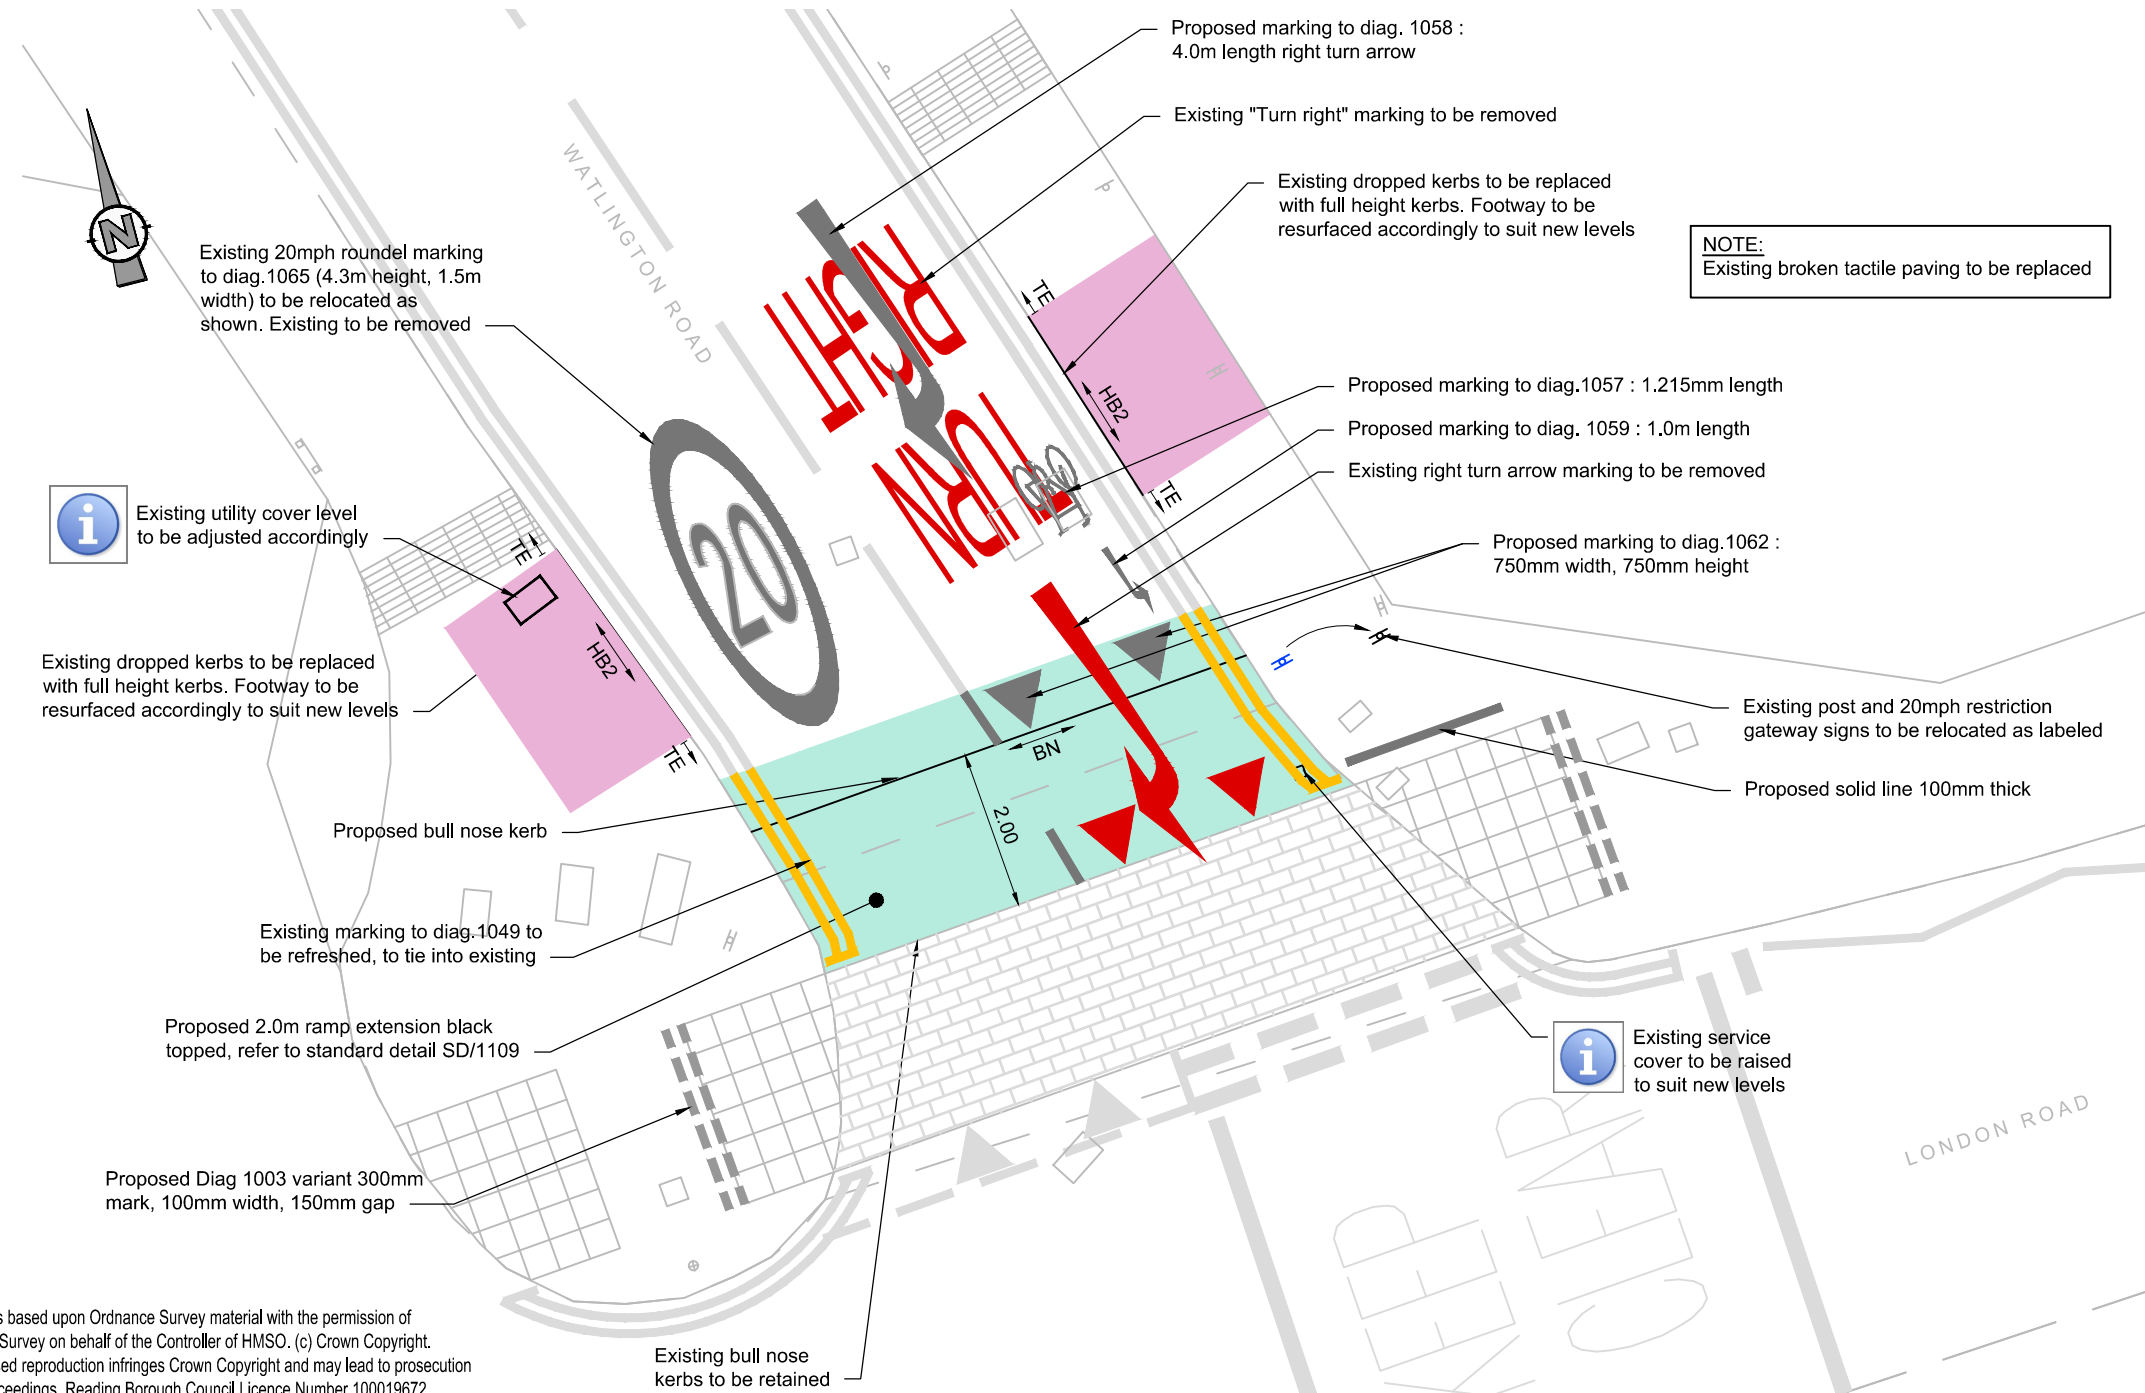 Proposed marking to diag. 1058 :
4.0m length right turn arrow
Existing "Turn right" marking to be removed
Existing dropped kerbs to be replaced
with full height kerbs. Footway to be
resurfaced accordingly to suit new levels
NOTE:
Existing broken tactile paving to be replaced
WATLINGTON ROAD
N
Existing 20mph roundel marking
to diag.1065 (4.3m height, 1.5m
width) to be relocated as
shown. Existing to be removed
RIGHT
TURN
20
TE
HB2
TE
Proposed marking to diag.1057 : 1.215mm length
Proposed marking to diag. 1059 : 1.0m length
Existing right turn arrow marking to be removed
i
Existing utility cover level
to be adjusted accordingly
TE
HB2
TE
Proposed marking to diag.1062 :
750mm width, 750mm height
Existing dropped kerbs to be replaced
with full height kerbs. Footway to be
resurfaced accordingly to suit new levels
Existing post and 20mph restriction
gateway signs to be relocated as labeled
BN
2.00
Proposed solid line 100mm thick
Proposed bull nose kerb
Existing marking to diag.1049 to
be refreshed, to tie into existing
Proposed 2.0m ramp extension black
topped, refer to standard detail SD/1109
i
Existing service
cover to be raised
to suit new levels
LONDON ROAD
Proposed Diag 1003 variant 300mm
mark, 100mm width, 150mm gap
KEEP
CLEAR
s based upon Ordnance Survey material with the permission of
Survey on behalf of the Controller of HMSO. (c) Crown Copyright.
ed reproduction infringes Crown Copyright and may lead to prosecution
ceedings. Reading Borough Council Licence Number 100019672
Existing bull nose
kerbs to be retained